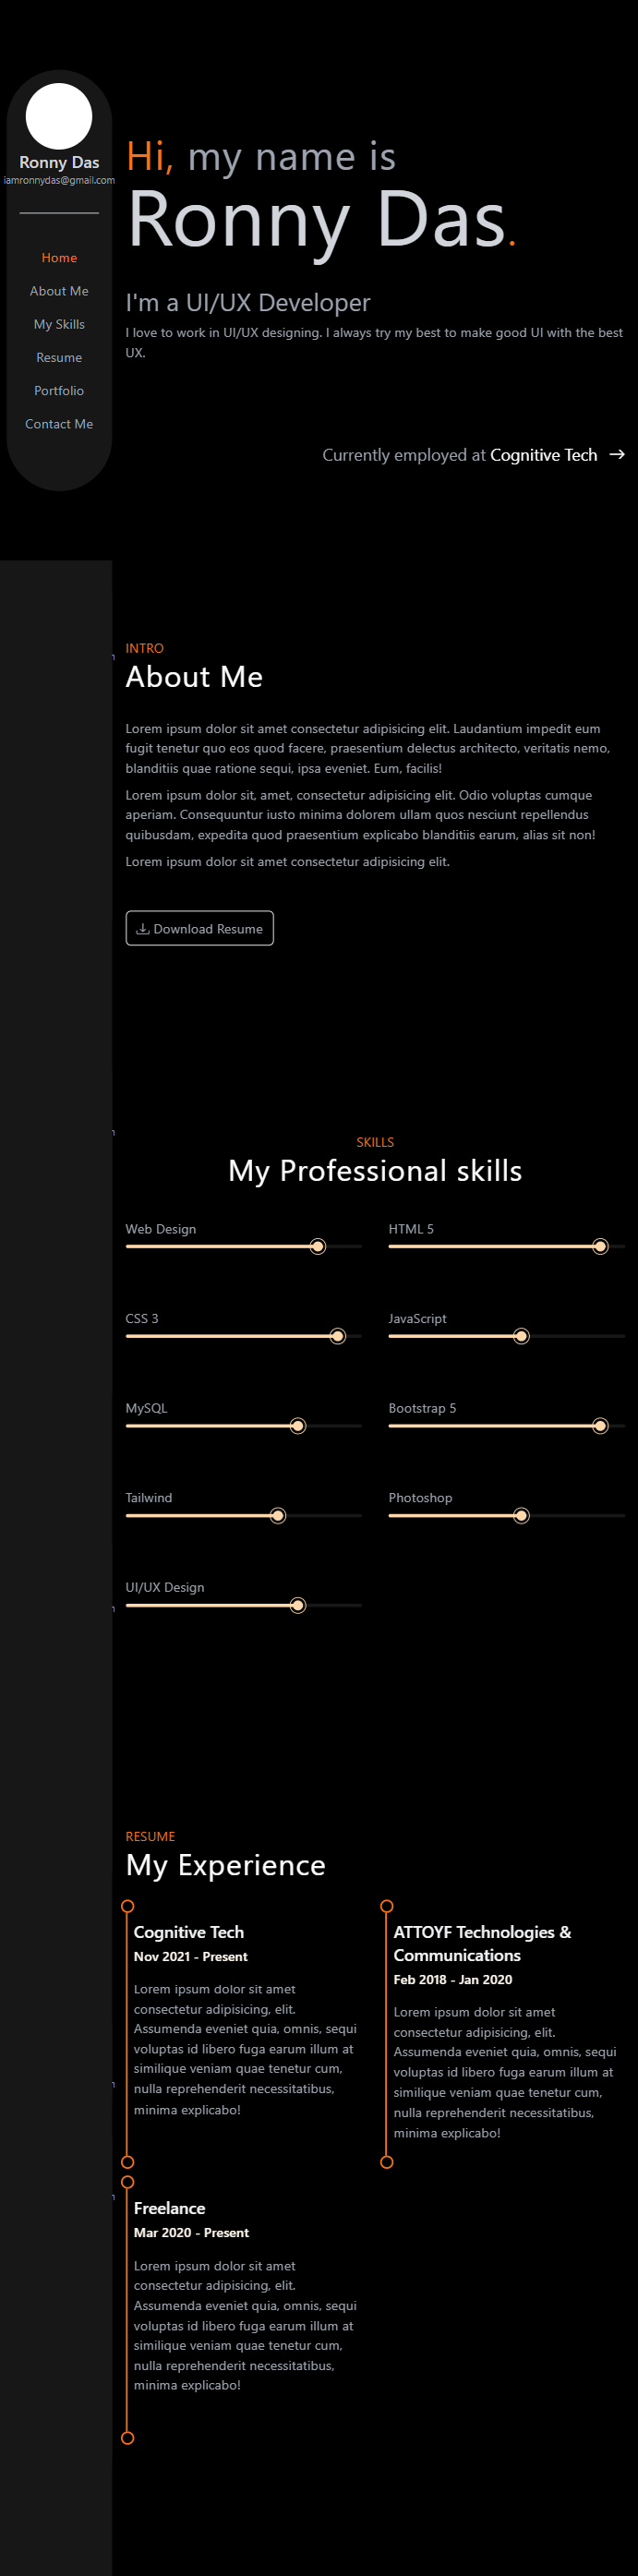 Ronny Das
iamronnydas@gmail.com
Home
About Me
My Skills
Resume
Portfolio
Contact Me
Hi, my name is
Ronny Das.
I'm a UI/UX Developer
I love to work in UI/UX designing. I always try my best to make good UI with the best
UX.
Currently employed at Cognitive Tech →
INTRO
About Me
Lorem ipsum dolor sit amet consectetur adipisicing elit. Laudantium impedit eum
fugit tenetur quo eos quod facere, praesentium delectus architecto, veritatis nemo,
blanditiis quae ratione sequi, ipsa eveniet. Eum, facilis!
Lorem ipsum dolor sit, amet, consectetur adipisicing elit. Odio voluptas cumque
aperiam. Consequuntur iusto minima dolorem ullam quos nesciunt repellendus
quibusdam, expedita quod praesentium explicabo blanditiis earum, alias sit non!
Lorem ipsum dolor sit amet consectetur adipisicing elit.
Download Resume
SKILLS
My Professional skills
Web Design
HTML 5
CSS 3
JavaScript
MySQL
Bootstrap 5
Tailwind
Photoshop
UI/UX Design
RESUME
My Experience
Cognitive Tech
Nov 2021 - Present
Lorem ipsum dolor sit amet
consectetur adipisicing, elit.
Assumenda eveniet quia, omnis, sequi
voluptas id libero fuga earum illum at
similique veniam quae tenetur cum,
nulla reprehenderit necessitatibus,
minima explicabo!
ATTOYF Technologies &
Communications
Feb 2018 - Jan 2020
Lorem ipsum dolor sit amet
consectetur adipisicing, elit.
Assumenda eveniet quia, omnis, sequi
voluptas id libero fuga earum illum at
similique veniam quae tenetur cum,
nulla reprehenderit necessitatibus,
minima explicabo!
Freelance
Mar 2020 - Present
Lorem ipsum dolor sit amet
consectetur adipisicing, elit.
Assumenda eveniet quia, omnis, sequi
voluptas id libero fuga earum illum at
similique veniam quae tenetur cum,
nulla reprehenderit necessitatibus,
minima explicabo!